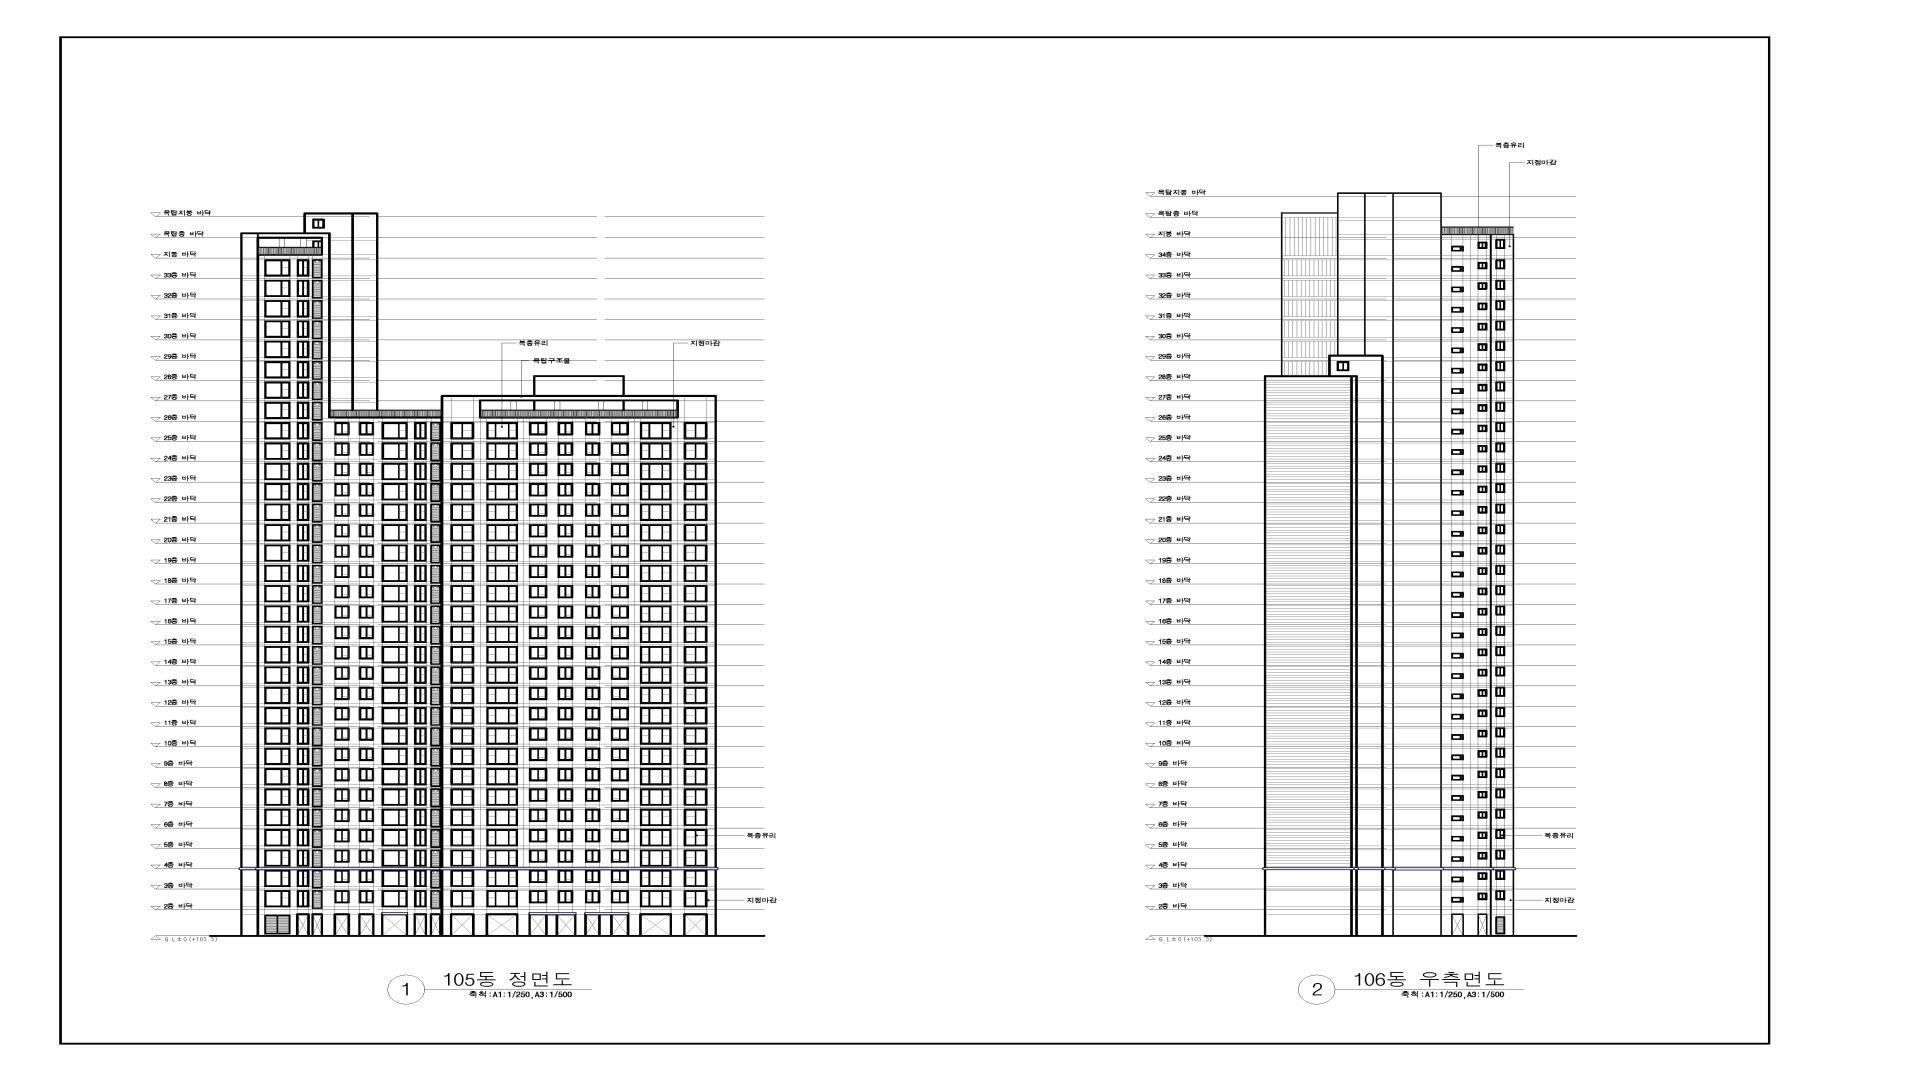 옥탑지붕 바닥
옥탑층 바닥
지붕 바닥
33층 바닥
32층 바닥
31층 바닥
30층 바닥
29층 바닥
28층 바닥
27층 바닥
26층 바닥
25층 바닥
24층 바닥
23층 바닥
22층 바닥
21층 바닥
20층 바닥
19층 바닥
18층 바닥
17층 바닥
16층 바닥
15층 바닥
14층 바닥
13층 바닥
12층 바닥
11층 바닥
10층 바닥
9층 바닥
8층 바닥
7층 바닥
6층 바닥
5층 바닥
4층 바닥
3층 바닥
2층 바닥
G.L±0(+103.3)
복층유리
지정마감
옥탑구조물
복층유리
지정마감
1
105동 정면도
축척 : A1 : 1/250, A3 : 1/500
복층유리
지정마감
옥탑지붕 바닥
옥탑층 바닥
지붕 바닥
34층 바닥
33층 바닥
32층 바닥
31층 바닥
30층 바닥
29층 바닥
28층 바닥
27층 바닥
26층 바닥
25층 바닥
24층 바닥
23층 바닥
22층 바닥
21층 바닥
20층 바닥
19층 바닥
18층 바닥
17층 바닥
16층 바닥
15층 바닥
14층 바닥
13층 바닥
12층 바닥
11층 바닥
10층 바닥
9층 바닥
8층 바닥
7층 바닥
6층 바닥
5층 바닥
4층 바닥
3층 바닥
2층 바닥
G.L±0(+103.3)
복층유리
지정마감
2
106동 우측면도
축척 : A1 : 1/250, A3 : 1/500